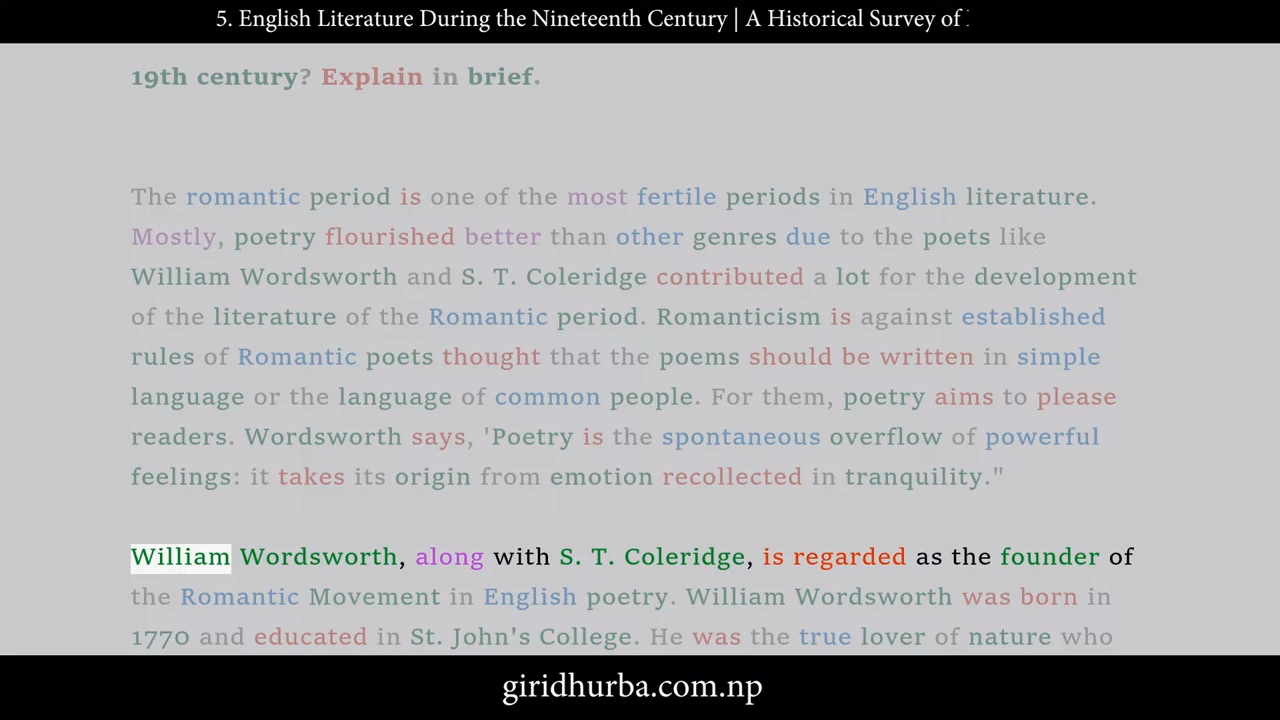 5. English Literature During the Nineteenth Century | A Historical Survey of
19th century? Explain in brief.
The romantic period is one of the most fertile periods in English literature.
Mostly, poetry flourished better than other genres due to the poets like
William Wordsworth and S. T. Coleridge contributed a lot for the development
of the literature of the Romantic period. Romanticism is against established
rules of Romantic poets thought that the poems should be written in simple
language or the language of common people. For them, poetry aims to please
readers. Wordsworth says, 'Poetry is the spontaneous overflow of powerful
feelings: it takes its origin from emotion recollected in tranquility."
William Wordsworth, along with S. T. Coleridge, is regarded as the founder of
the Romantic Movement in English poetry. William Wordsworth was born in
1770 and educated in St. John's College. He was the true lover of nature who
giridhurba.com.np